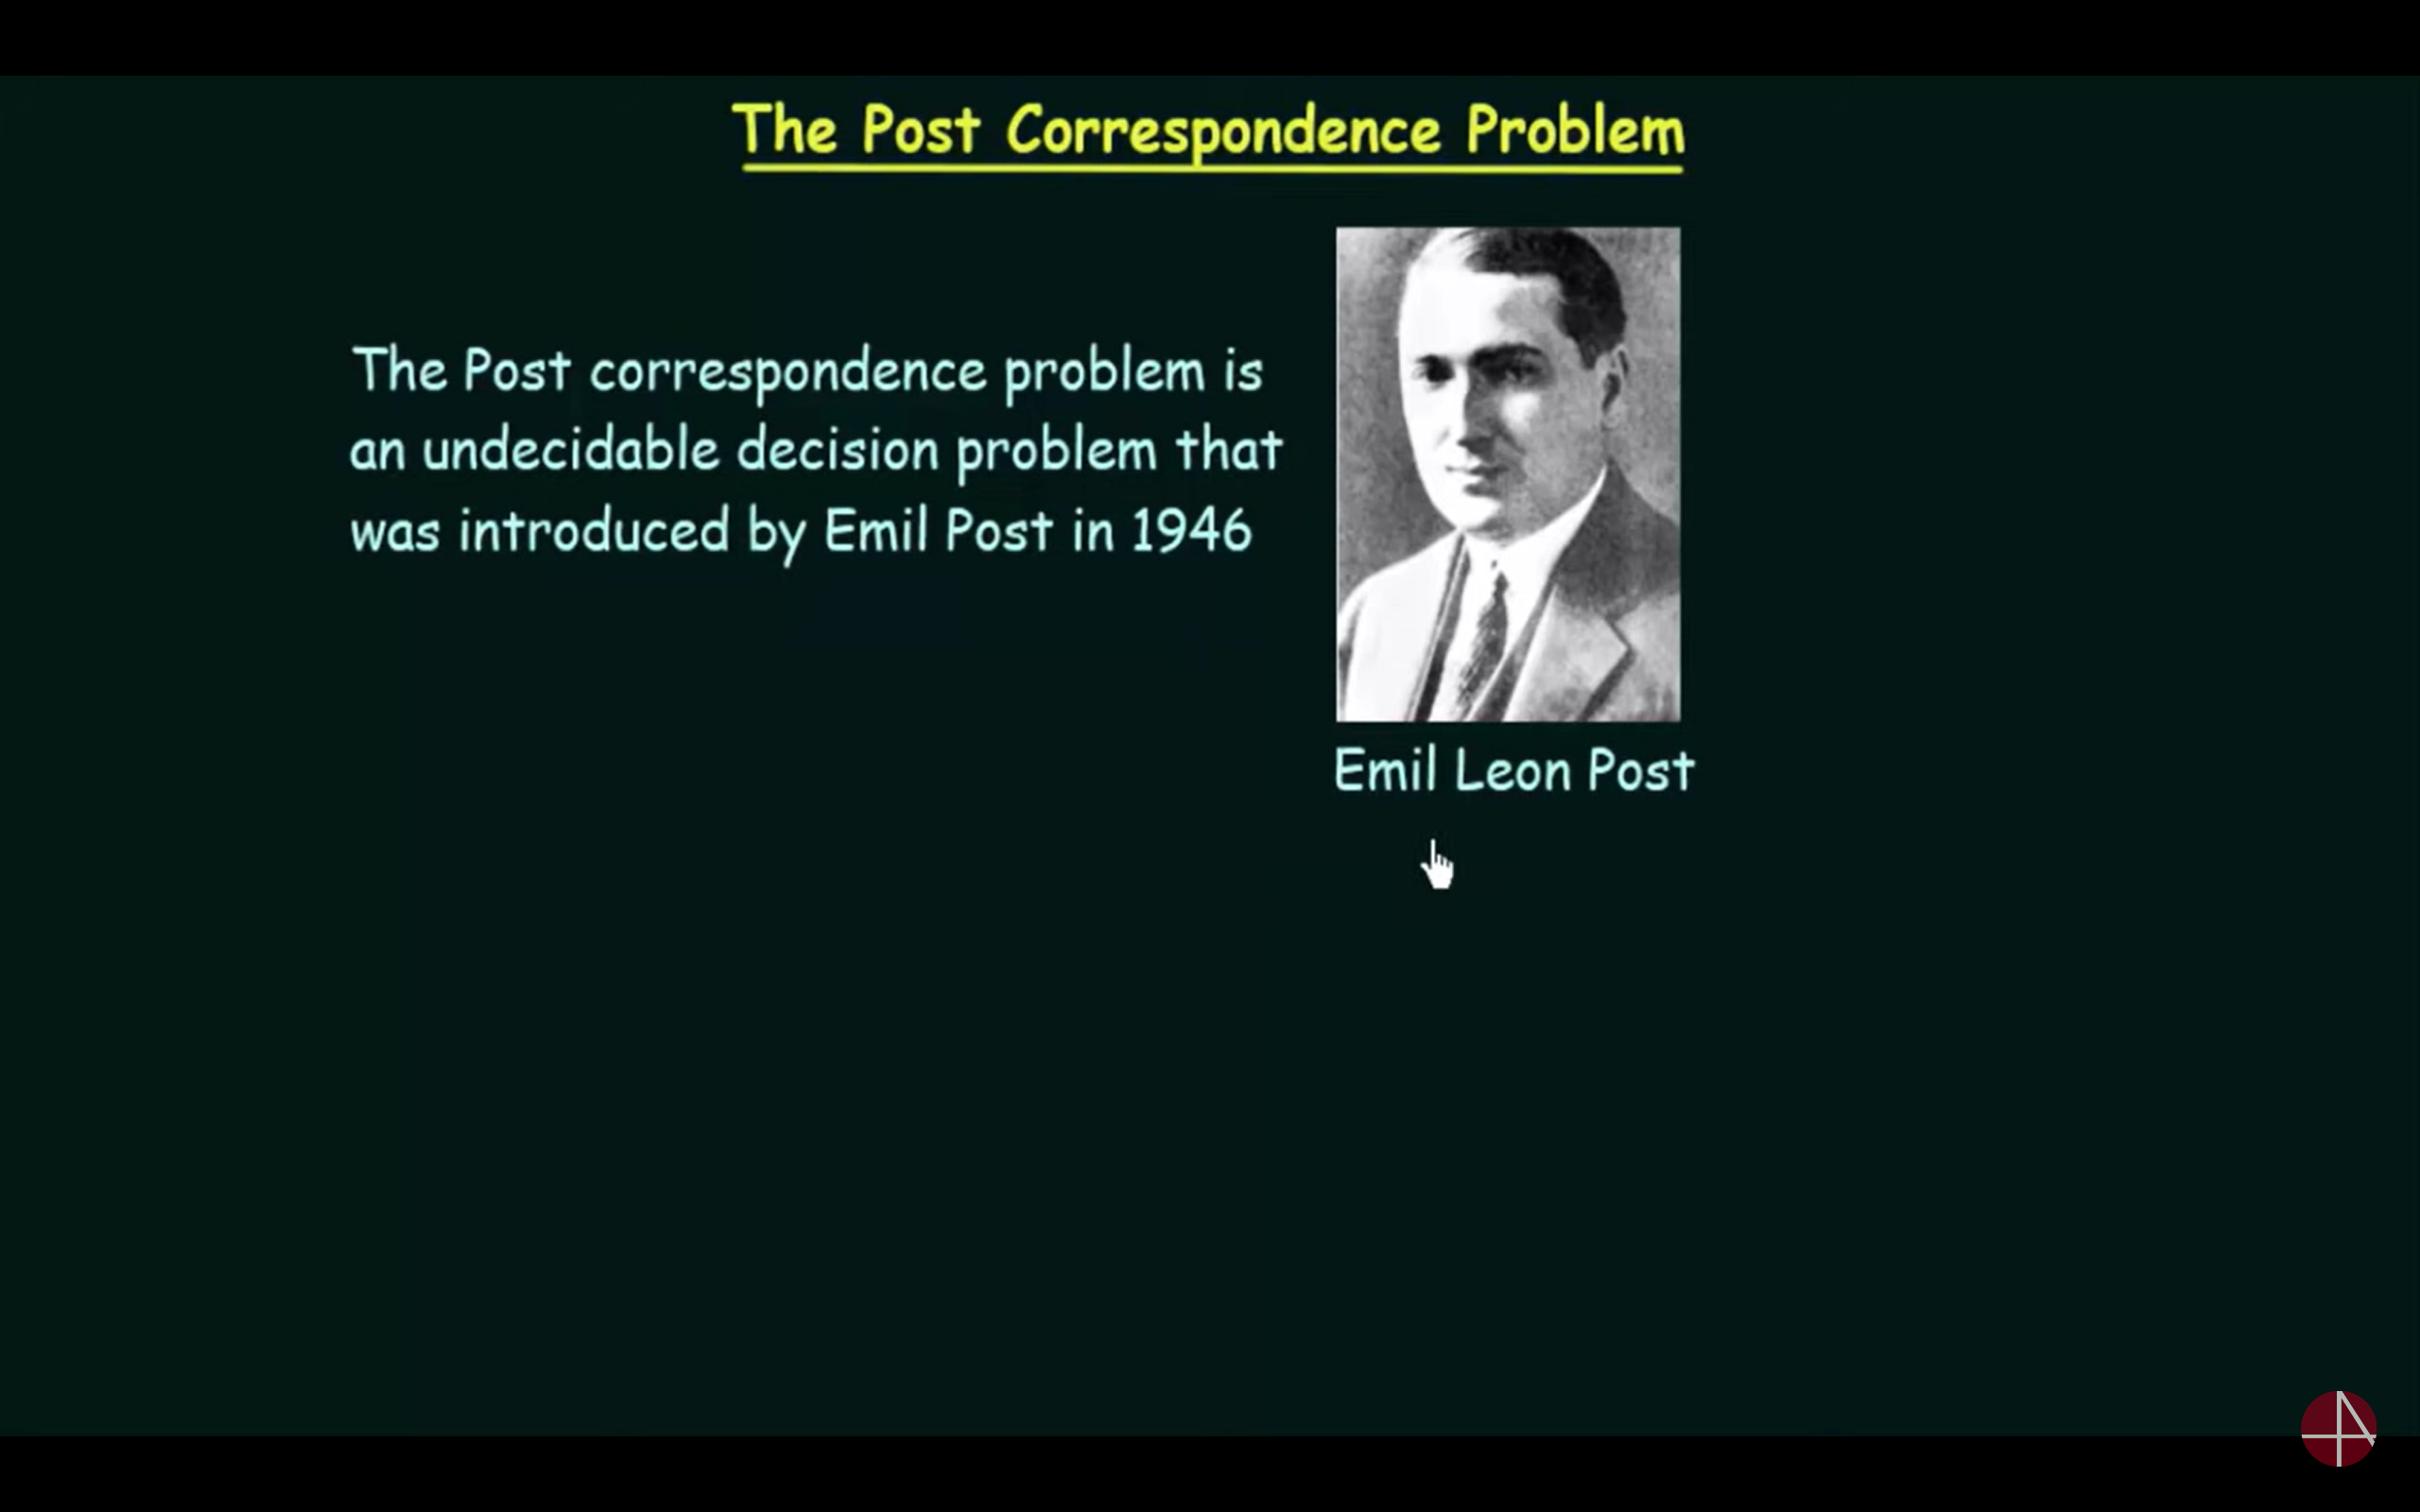 The Post Correspondence Problem
The Post correspondence problem is
an undecidable decision problem that
was introduced by Emil Post in 1946
Emil Leon Post